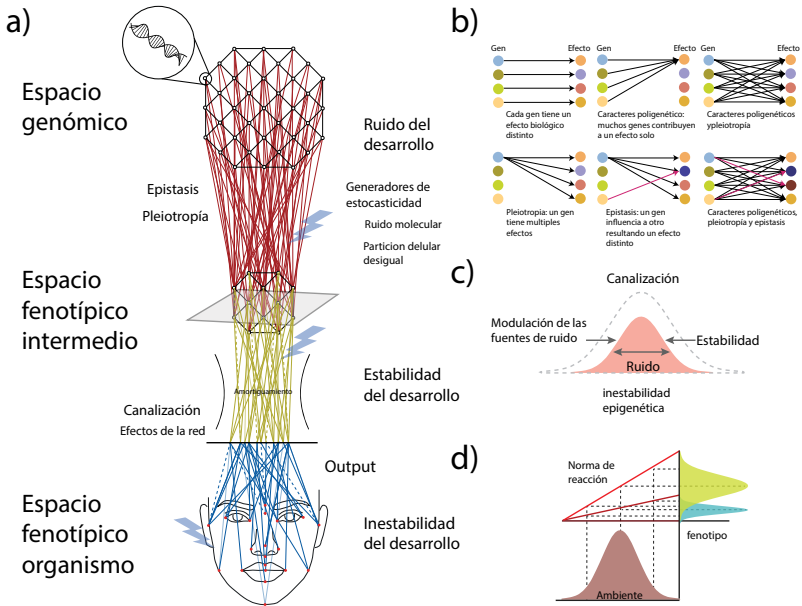 a)
Espacio
genómico
Ruido del
desarrollo
Epistasis
Pleiotropía
Generadores de
estocasticidad
Ruido molecular
Particion delular
desigual
Espacio
fenotípico
intermedio
Amortiguamiento
Estabilidad
del desarrollo
Canalización
Efectos de la red
Output
Espacio
fenotípico
organismo
Inestabilidad
del desarrollo
b)
Gen
Efecto
Gen
Efecto
Gen
Efecto
Cada gen tiene un
efecto biológico
distinto
Caracteres poligenético:
muchos genes contribuyen
a un efecto solo
Caracteres poligenéticos
ypleiotropía
Pleiotropia: un gen
tiene multiples
efectos
Epistasis: un gen
influencia a otro
resultando un efecto
distinto
Caracteres poligenéticos,
pleiotropía y epistasis
c)
Canalización
Modulación de las
fuentes de ruido
Estabilidad
Ruido
inestabilidad
epigenética
d)
Norma de
reacción
fenotipo
Ambiente